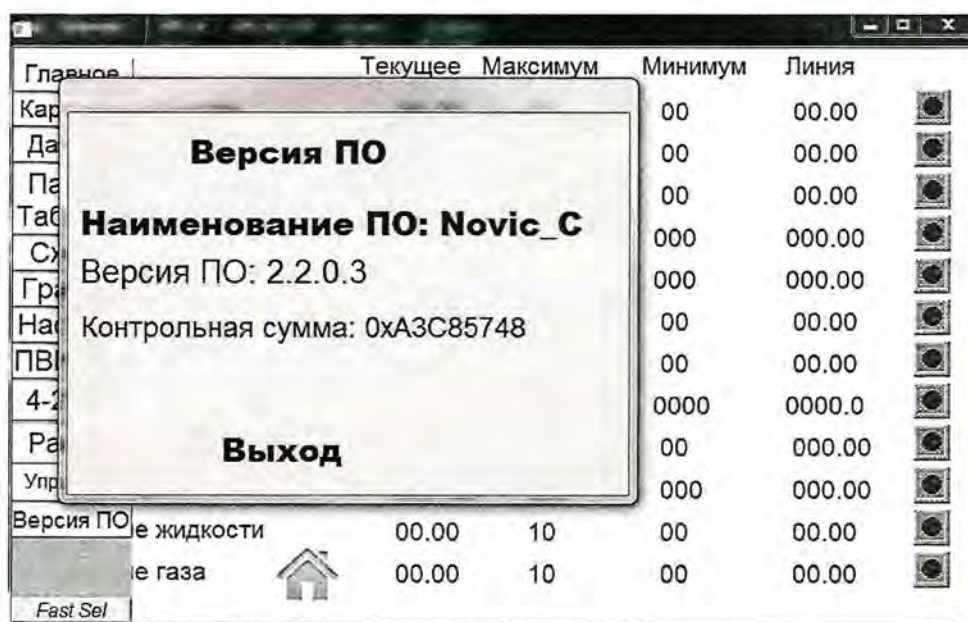 Главное Текущее Максимум Минимум Линия
Версия ПО
Наименование ПО: Novic_C
Версия ПО: 2.2.0.3
Контрольная сумма: 0xA3C85748
Выход
00 00.00
00 00.00
00 00.00
000 000.00
000 000.00
00 00.00
00 00.00
0000 0000.0
00 000.00
000 000.00
Версия ПО е жидкости 00.00 10 00 00.00
е газа 00.00 10 00 00.00
Fast Sel